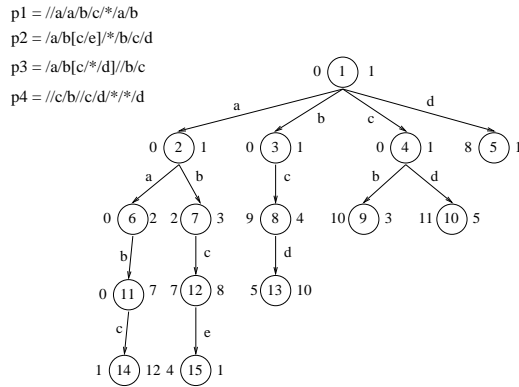 p1 = //a/a/b/c/*/a/b
p2 = /a/b[c/e]/*/b/c/d
p3 = /a/b[c/*/d]//b/c
p4 = //c/b//c/d/*/*/d
0 1 1
a b c d
0 2 1 0 3 1 0 4 1 8 5 1
a b c b d
0 6 2 2 7 3 9 8 4 10 9 3 11 10 5
b c d
0 11 7 7 12 8 5 13 10
c e
1 14 12 4 15 1